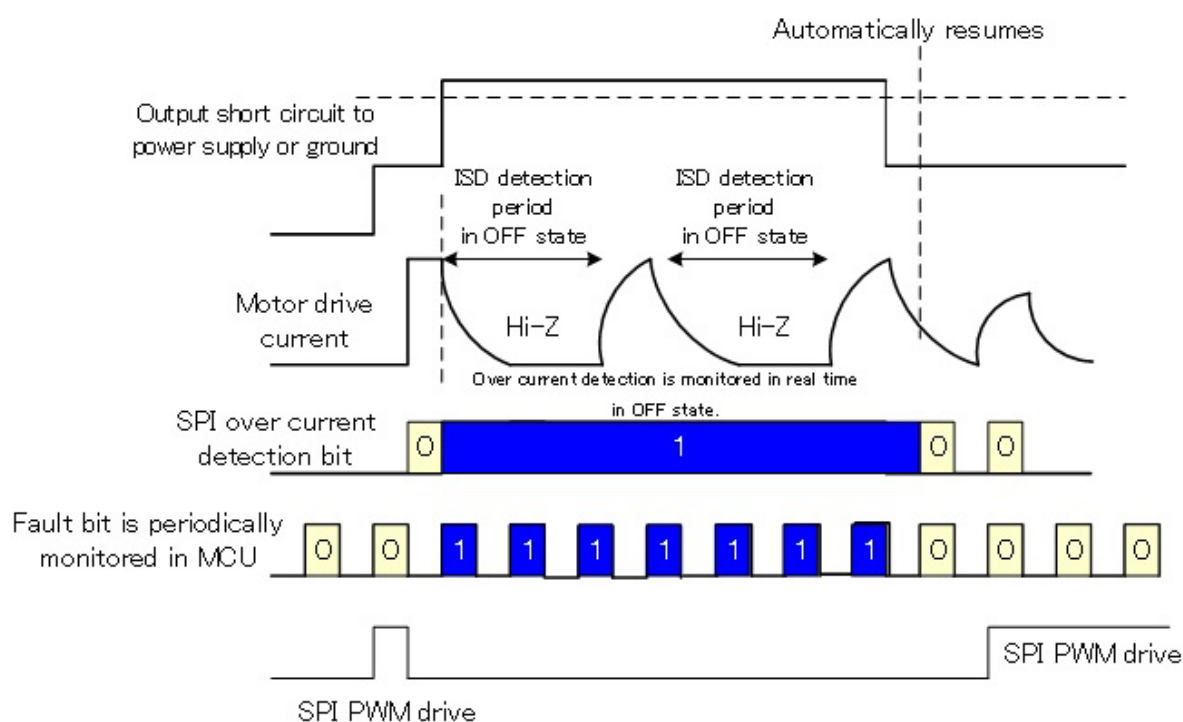 Automatically resumes
Output short circuit to
power supply or ground
ISD detection
period
in OFF state
ISD detection
period
in OFF state
Motor drive
current
Hi-Z
Hi-Z
Over current detection is monitored in real time
in OFF state.
SPI over current
detection bit
0
1
0
0
Fault bit is periodically
monitored in MCU
0
0
1
1
1
1
1
1
1
0
0
0
0
SPI PWM drive
SPI PWM drive